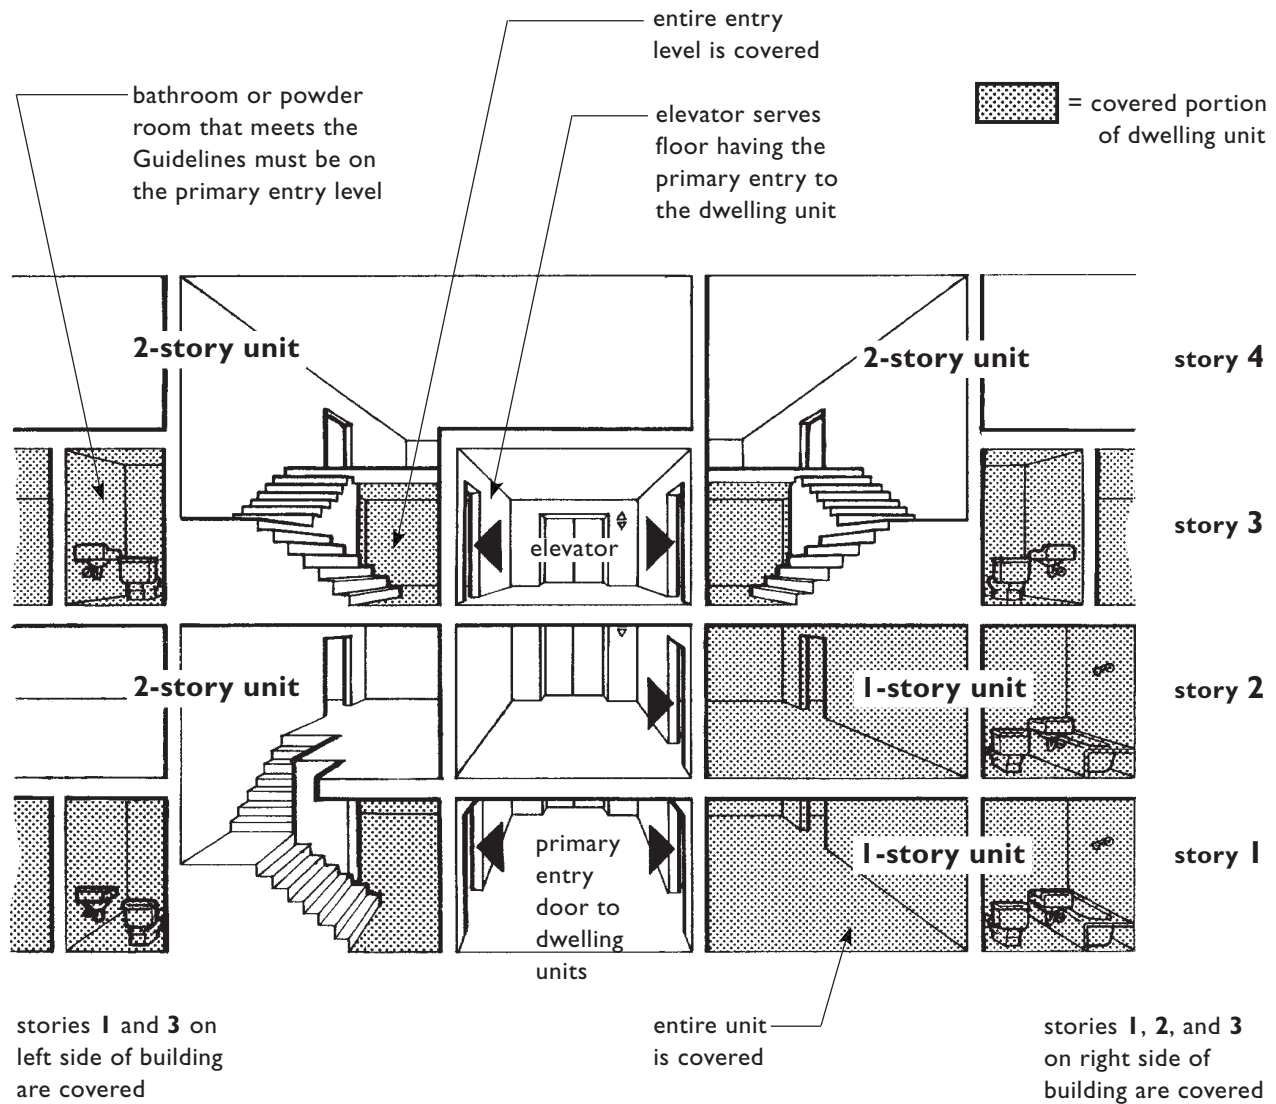 entire entry
level is covered
bathroom or powder
room that meets the
Guidelines must be on
the primary entry level
elevator serves
floor having the
primary entry to
the dwelling unit
= covered portion
of dwelling unit
2-story unit
2-story unit
story 4
elevator
story 3
2-story unit
1-story unit
story 2
primary
entry
door to
dwelling
units
1-story unit
story 1
stories 1 and 3 on
left side of building
are covered
entire unit
is covered
stories 1, 2, and 3
on right side of
building are covered